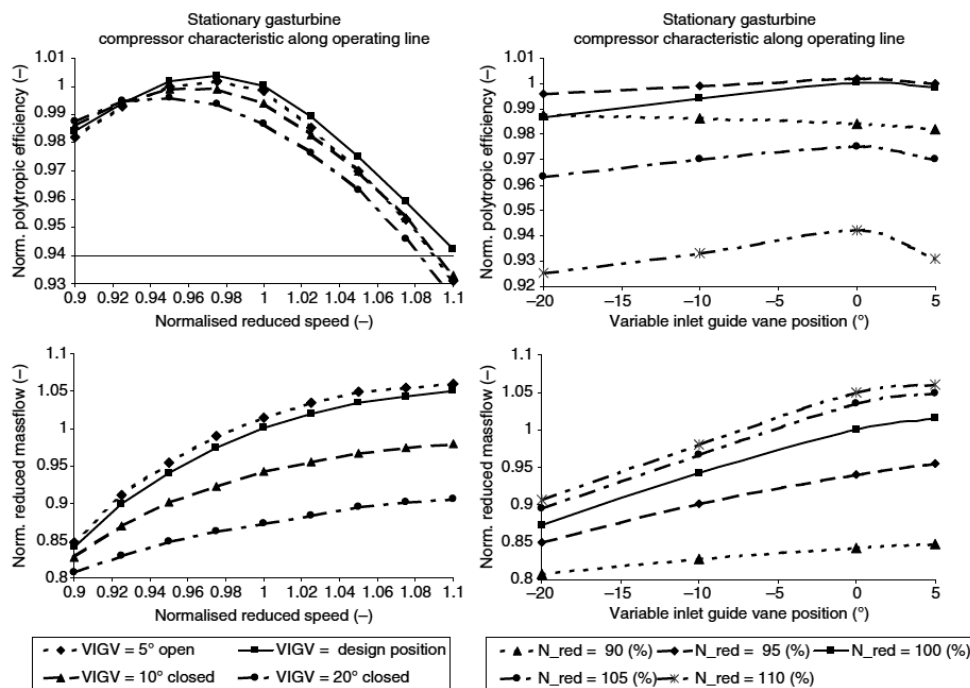 Stationary gasturbine
compressor characteristic along operating line
Norm. polytropic efficiency (–)
1.01
1
0.99
0.98
0.97
0.96
0.95
0.94
0.93
0.9 0.92 0.94 0.96 0.98 1 1.02 1.04 1.06 1.08 1.1
Normalised reduced speed (–)
Stationary gasturbine
compressor characteristic along operating line
Norm. polytropic efficiency (–)
1.01
1
0.99
0.98
0.97
0.96
0.95
0.94
0.93
0.92
–20 –15 –10 –5 0 5
Variable inlet guide vane position (°)
Norm. reduced massflow (–)
1.1
1.05
1
0.95
0.9
0.85
0.8
0.9 0.92 0.94 0.96 0.98 1 1.02 1.04 1.06 1.08 1.1
Normalised reduced speed (–)
Norm. reduced massflow (–)
1.1
1.05
1
0.95
0.9
0.85
0.8
–20 –15 –10 –5 0 5
Variable inlet guide vane position (°)
VIGV = 5° open VIGV = design position
VIGV = 10° closed VIGV = 20° closed
N_red = 90 (%) N_red = 95 (%) N_red = 100 (%)
N_red = 105 (%) N_red = 110 (%)